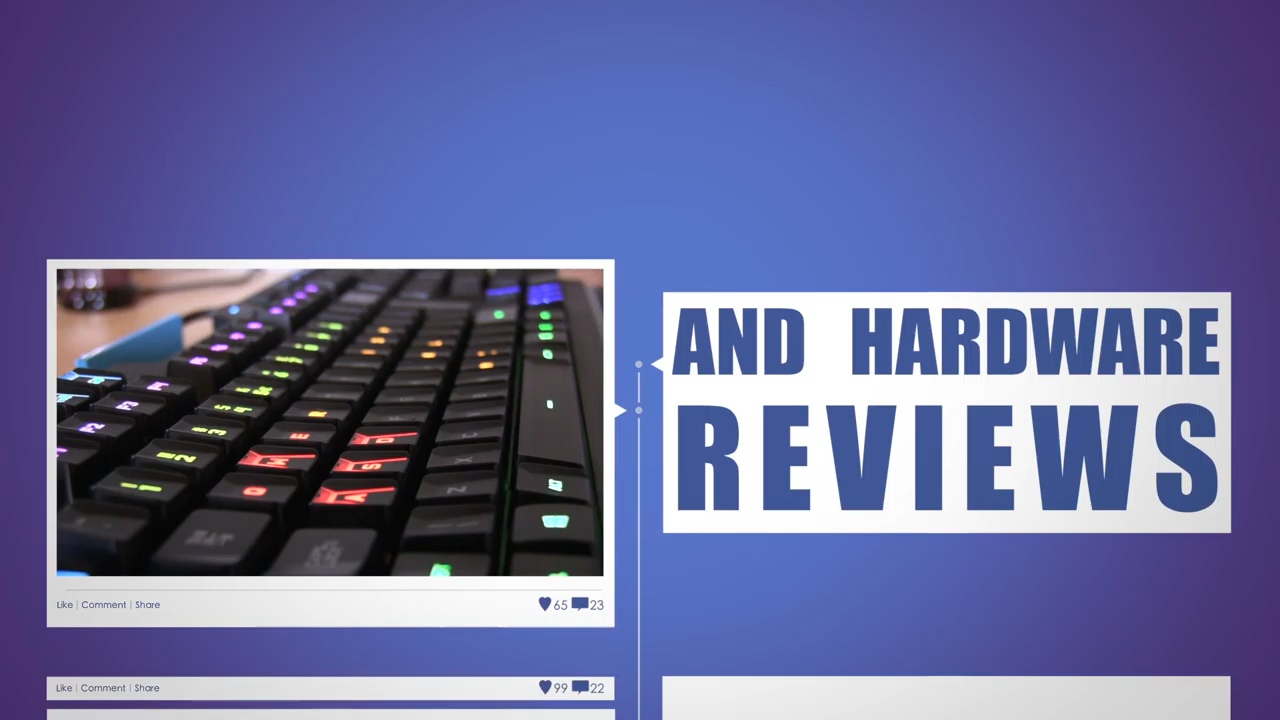 AND HARDWARE
REVIEWS
Like | Comment | Share
65 23
Like | Comment | Share
99 22